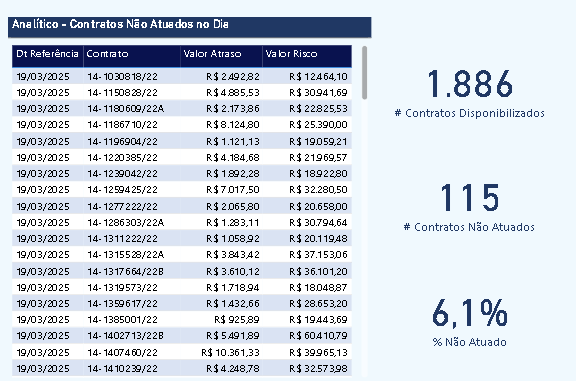 Analítico - Contratos Não Atuados no Dia
Dt Referência Contrato Valor Atraso Valor Risco
19/03/2025 14-1030818/22 R$ 2.492,82 R$ 12.464,10
19/03/2025 14-1150828/22 R$ 4.885,53 R$ 30.941,69
19/03/2025 14-1180609/22A R$ 2.173,86 R$ 22.825,53
19/03/2025 14-1186710/22 R$ 8.124,80 R$ 25.390,00
19/03/2025 14-1196904/22 R$ 1.121,13 R$ 19.059,21
19/03/2025 14-1220385/22 R$ 4.184,68 R$ 21.969,57
19/03/2025 14-1239042/22 R$ 1.892,28 R$ 18.922,80
19/03/2025 14-1259425/22 R$ 7.017,50 R$ 32.280,50
19/03/2025 14-1277222/22 R$ 2.065,80 R$ 20.658,00
19/03/2025 14-1286303/22A R$ 1.283,11 R$ 30.794,64
19/03/2025 14-1311222/22 R$ 1.058,92 R$ 20.119,48
19/03/2025 14-1315528/22A R$ 3.843,42 R$ 37.153,06
19/03/2025 14-1317664/22B R$ 3.610,12 R$ 36.101,20
19/03/2025 14-1319573/22 R$ 1.718,94 R$ 18.048,87
19/03/2025 14-1359617/22 R$ 1.432,66 R$ 28.653,20
19/03/2025 14-1385001/22 R$ 925,89 R$ 19.443,69
19/03/2025 14-1402713/22B R$ 5.491,89 R$ 60.410,79
19/03/2025 14-1407460/22 R$ 10.361,33 R$ 39.965,13
19/03/2025 14-1410239/22 R$ 4.248,78 R$ 32.573,98
1.886
# Contratos Disponibilizados
115
# Contratos Não Atuados
6,1%
% Não Atuado